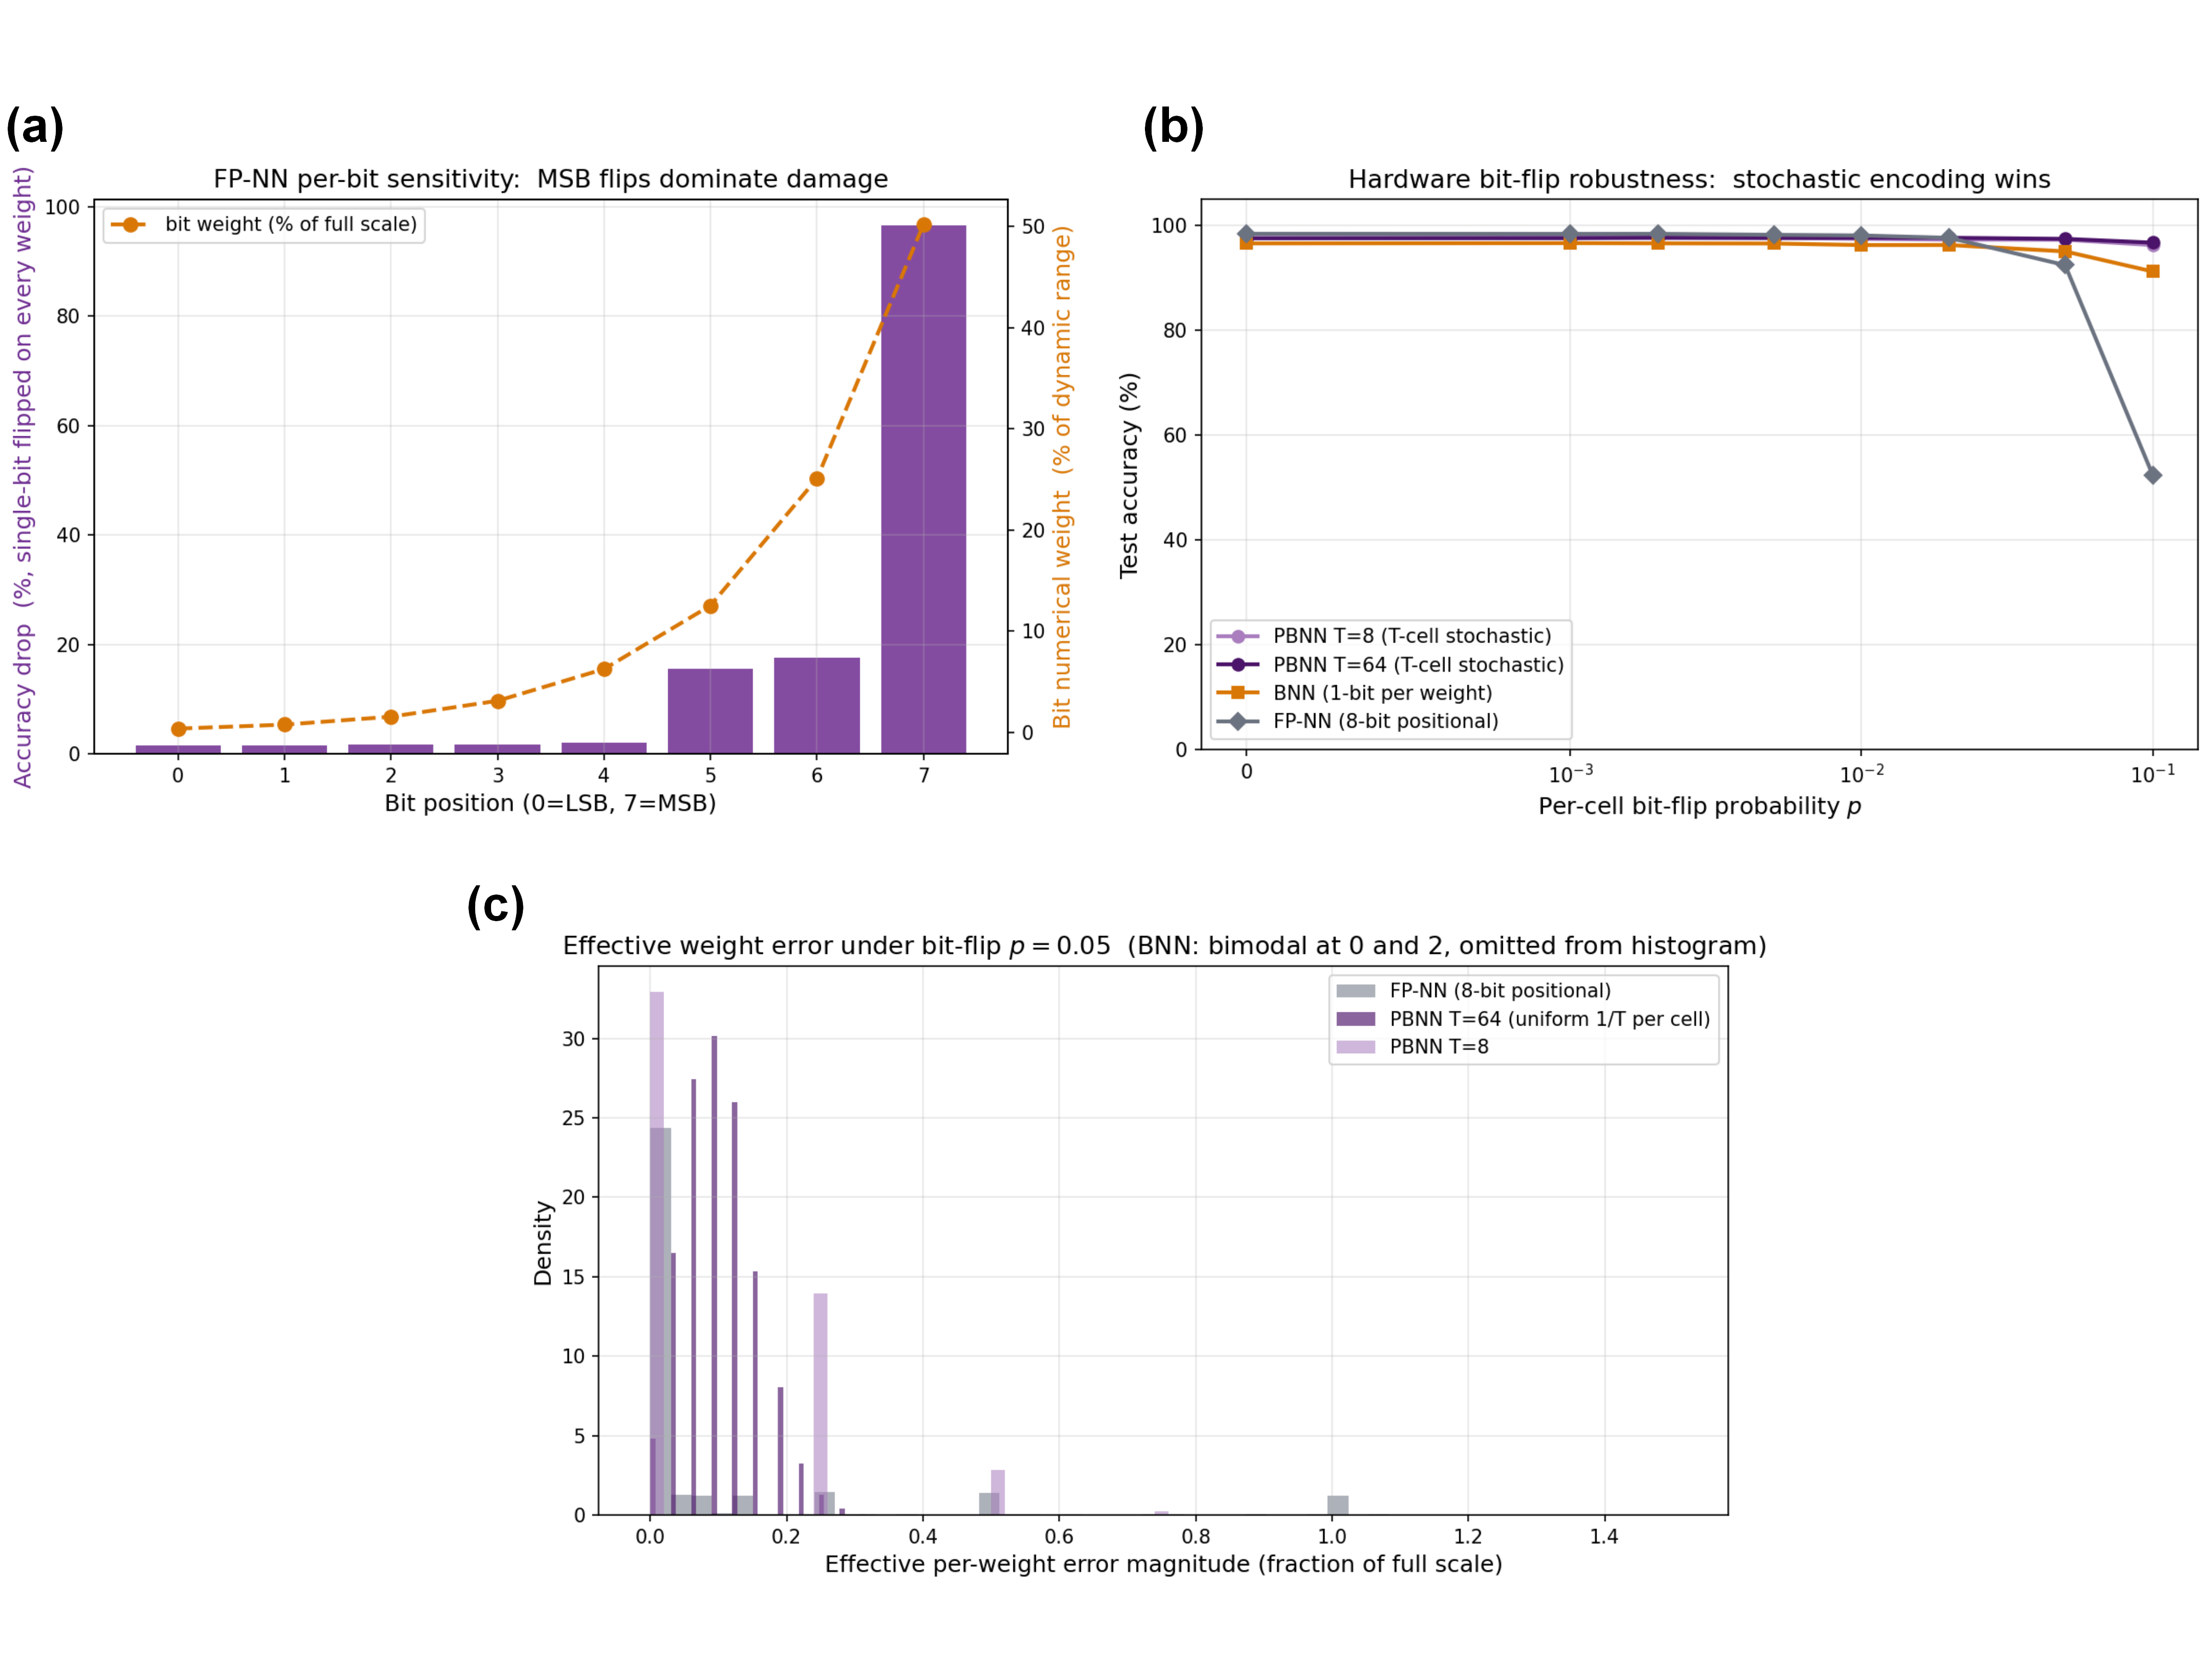 (a)
FP-NN per-bit sensitivity:  MSB flips dominate damage
Accuracy drop  (%, single-bit flipped on every weight)
100
80
60
40
20
0
bit weight (% of full scale)
50
40
30
20
10
0
Bit numerical weight  (% of dynamic range)
0 1 2 3 4 5 6 7
Bit position (0=LSB, 7=MSB)
(b)
Hardware bit-flip robustness:  stochastic encoding wins
Test accuracy (%)
100
80
60
40
20
0
PBNN T=8 (T-cell stochastic)
PBNN T=64 (T-cell stochastic)
BNN (1-bit per weight)
FP-NN (8-bit positional)
0 10⁻³ 10⁻² 10⁻¹
Per-cell bit-flip probability p
(c)
Effective weight error under bit-flip p = 0.05  (BNN: bimodal at 0 and 2, omitted from histogram)
Density
30
25
20
15
10
5
0
FP-NN (8-bit positional)
PBNN T=64 (uniform 1/T per cell)
PBNN T=8
0.0 0.2 0.4 0.6 0.8 1.0 1.2 1.4
Effective per-weight error magnitude (fraction of full scale)